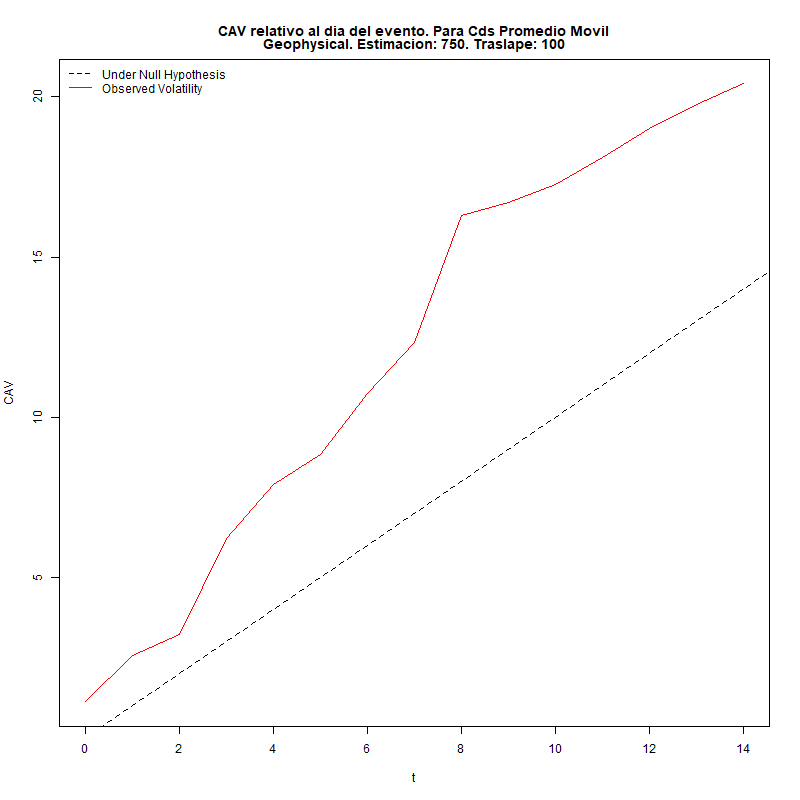 CAV relativo al dia del evento. Para Cds Promedio Movil
Geophysical. Estimacion: 750. Traslape: 100
Under Null Hypothesis
Observed Volatility
20
15
10
5
CAV
0 2 4 6 8 10 12 14
t